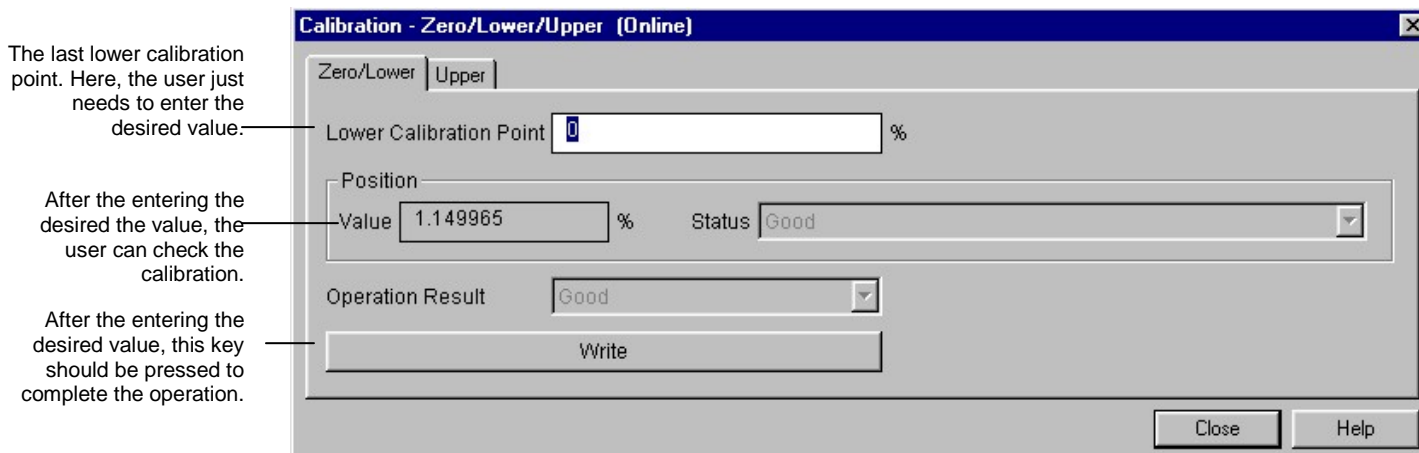 Calibration - Zero/Lower/Upper (Online)
The last lower calibration
point. Here, the user just
needs to enter the
desired value.
Zero/Lower Upper
Lower Calibration Point 0 %
After the entering the
desired the value, the
user can check the
calibration.
Position
Value 1.149965 % Status Good
Operation Result Good
After the entering the
desired value, this key
should be pressed to
complete the operation.
Write
Close Help